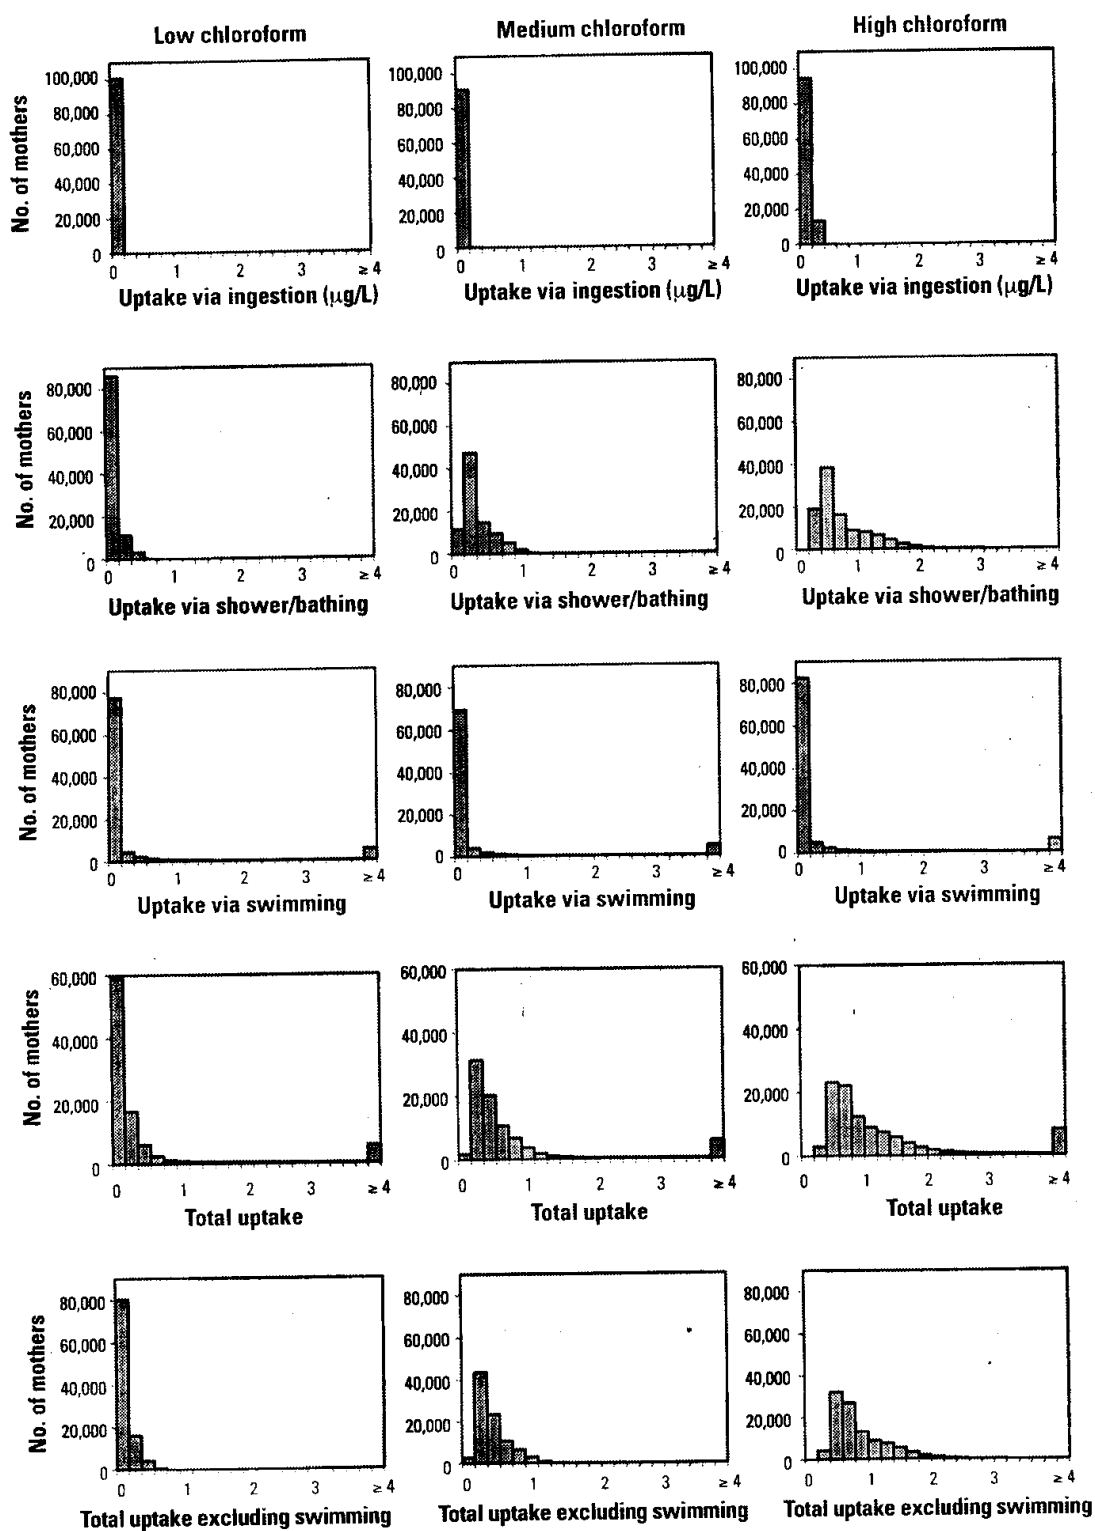 Low chloroform
Medium chloroform
High chloroform
No. of mothers
100,000
80,000
60,000
40,000
20,000
0
0 1 2 3 ≥ 4
Uptake via ingestion (μg/L)
100,000
80,000
60,000
40,000
20,000
0
0 1 2 3 ≥ 4
Uptake via ingestion (μg/L)
100,000
80,000
60,000
40,000
20,000
0
0 1 2 3 ≥ 4
Uptake via ingestion (μg/L)
No. of mothers
80,000
60,000
40,000
20,000
0
0 1 2 3 ≥ 4
Uptake via shower/bathing
80,000
60,000
40,000
20,000
0
0 1 2 3 ≥ 4
Uptake via shower/bathing
80,000
60,000
40,000
20,000
0
0 1 2 3 ≥ 4
Uptake via shower/bathing
No. of mothers
80,000
60,000
40,000
20,000
0
0 1 2 3 ≥ 4
Uptake via swimming
80,000
60,000
40,000
20,000
0
0 1 2 3 ≥ 4
Uptake via swimming
80,000
60,000
40,000
20,000
0
0 1 2 3 ≥ 4
Uptake via swimming
No. of mothers
60,000
40,000
20,000
0
0 1 2 3 ≥ 4
Total uptake
60,000
40,000
20,000
0
0 1 2 3 ≥ 4
Total uptake
60,000
40,000
20,000
0
0 1 2 3 ≥ 4
Total uptake
No. of mothers
80,000
60,000
40,000
20,000
0
0 1 2 3 ≥ 4
Total uptake excluding swimming
80,000
60,000
40,000
20,000
0
0 1 2 3 ≥ 4
Total uptake excluding swimming
80,000
60,000
40,000
20,000
0
0 1 2 3 ≥ 4
Total uptake excluding swimming